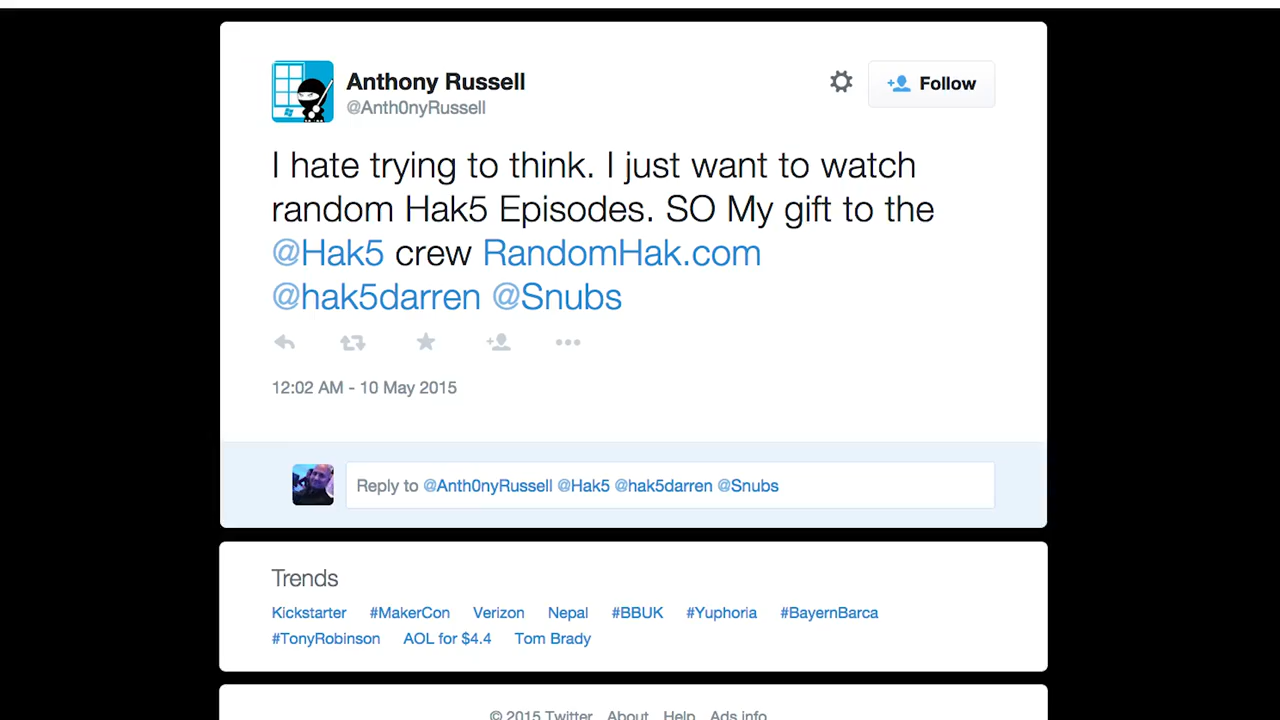 Anthony Russell
@Anth0nyRussell
Follow
I hate trying to think. I just want to watch
random Hak5 Episodes. SO My gift to the
@Hak5 crew RandomHak.com
@hak5darren @Snubs
12:02 AM - 10 May 2015
Reply to @Anth0nyRussell @Hak5 @hak5darren @Snubs
Trends
Kickstarter #MakerCon Verizon Nepal #BBUK #Yuphoria #BayernBarca
#TonyRobinson AOL for $4.4 Tom Brady
© 2015 Twitter About Help Ads info